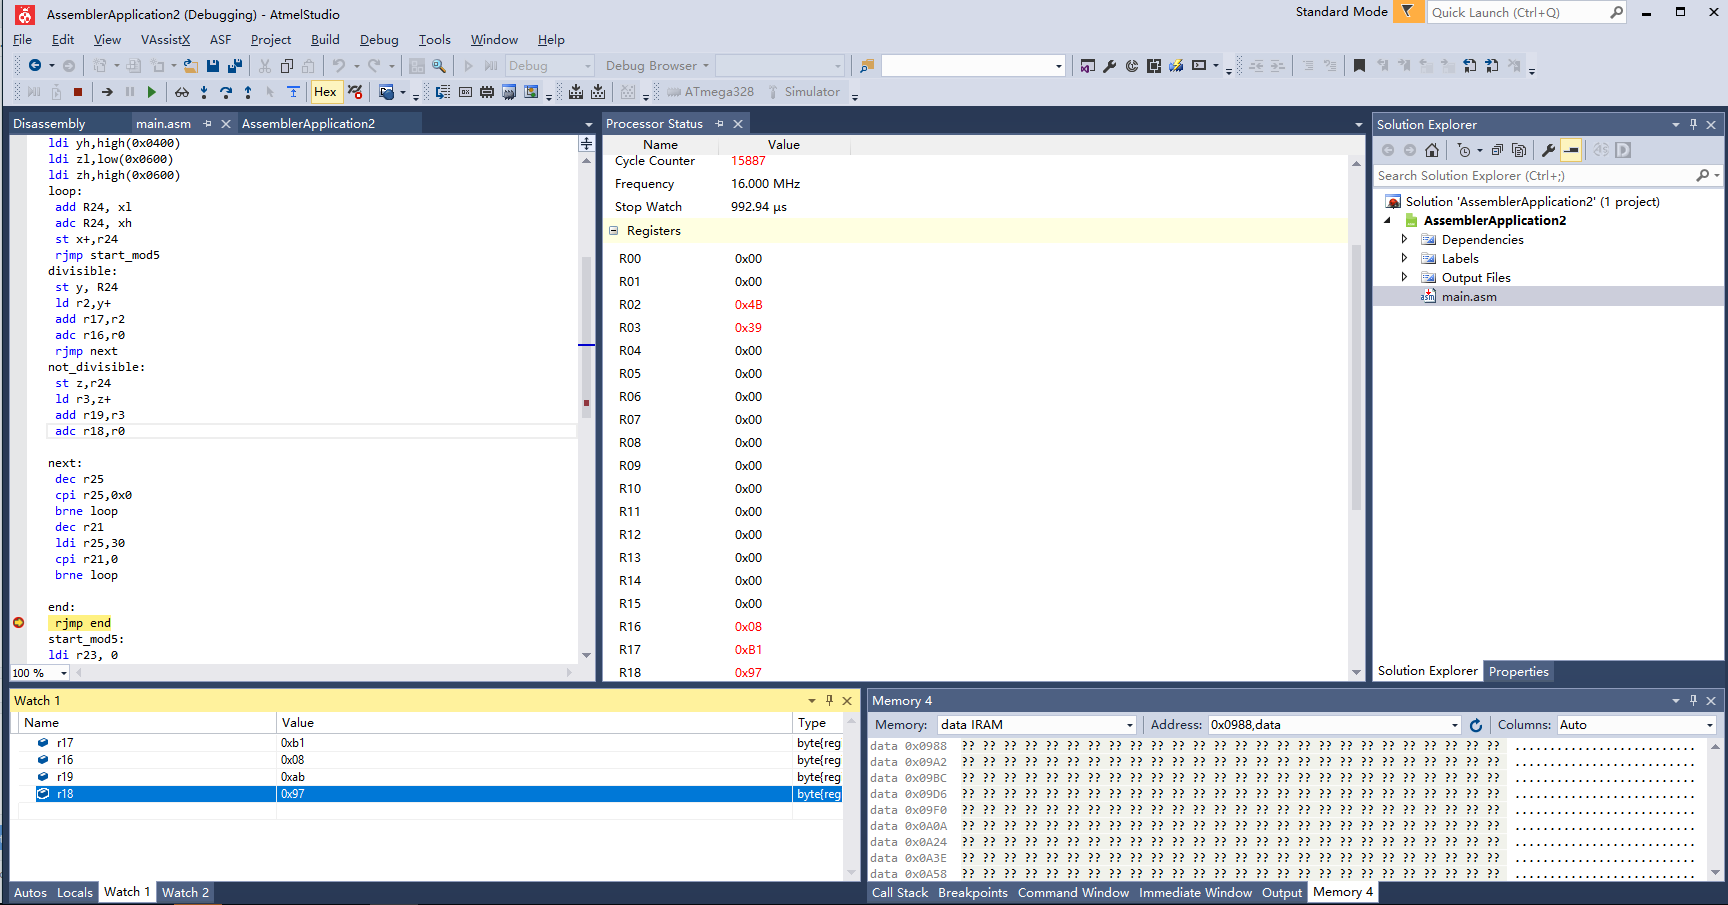 AssemblerApplication2 (Debugging) - AtmelStudio
Standard Mode
Quick Launch (Ctrl+Q)
File Edit View VAssistX ASF Project Build Debug Tools Window Help
Debug
Debug Browser
Hex
ATmega328
Simulator
Disassembly
main.asm
AssemblerApplication2
ldi yh,high(0x0400)
ldi zl,low(0x0600)
ldi zh,high(0x0600)
loop:
add R24, xl
adc R24, xh
st x+,r24
rjmp start_mod5
divisible:
st y, R24
ld r2,y+
add r17,r2
adc r16,r0
rjmp next
not_divisible:
st z,r24
ld r3,z+
add r19,r3
adc r18,r0
next:
dec r25
cpi r25,0x0
brne loop
dec r21
ldi r25,30
cpi r21,0
brne loop
end:
rjmp end
start_mod5:
ldi r23, 0
100 %
Processor Status
Name Value
Cycle Counter 15887
Frequency 16.000 MHz
Stop Watch 992.94 µs
Registers
R00 0x00
R01 0x00
R02 0x4B
R03 0x39
R04 0x00
R05 0x00
R06 0x00
R07 0x00
R08 0x00
R09 0x00
R10 0x00
R11 0x00
R12 0x00
R13 0x00
R14 0x00
R15 0x00
R16 0x08
R17 0xB1
R18 0x97
Solution Explorer
Search Solution Explorer (Ctrl+;)
Solution 'AssemblerApplication2' (1 project)
AssemblerApplication2
Dependencies
Labels
Output Files
main.asm
Solution Explorer Properties
Watch 1
Name Value Type
r17 0xb1 byte{reg
r16 0x08 byte{reg
r19 0xab byte{reg
r18 0x97 byte{reg
Autos Locals Watch 1 Watch 2
Memory 4
Memory: data IRAM Address: 0x0988,data Columns: Auto
data 0x0988 ?? ?? ?? ?? ?? ?? ?? ?? ?? ?? ?? ?? ?? ?? ?? ?? ?? ?? ?? ?? ?? ?? ?? ?? ?? ?? ..........................
data 0x09A2 ?? ?? ?? ?? ?? ?? ?? ?? ?? ?? ?? ?? ?? ?? ?? ?? ?? ?? ?? ?? ?? ?? ?? ?? ?? ?? ..........................
data 0x09BC ?? ?? ?? ?? ?? ?? ?? ?? ?? ?? ?? ?? ?? ?? ?? ?? ?? ?? ?? ?? ?? ?? ?? ?? ?? ?? ..........................
data 0x09D6 ?? ?? ?? ?? ?? ?? ?? ?? ?? ?? ?? ?? ?? ?? ?? ?? ?? ?? ?? ?? ?? ?? ?? ?? ?? ?? ..........................
data 0x09F0 ?? ?? ?? ?? ?? ?? ?? ?? ?? ?? ?? ?? ?? ?? ?? ?? ?? ?? ?? ?? ?? ?? ?? ?? ?? ?? ..........................
data 0x0A0A ?? ?? ?? ?? ?? ?? ?? ?? ?? ?? ?? ?? ?? ?? ?? ?? ?? ?? ?? ?? ?? ?? ?? ?? ?? ?? ..........................
data 0x0A24 ?? ?? ?? ?? ?? ?? ?? ?? ?? ?? ?? ?? ?? ?? ?? ?? ?? ?? ?? ?? ?? ?? ?? ?? ?? ?? ..........................
data 0x0A3E ?? ?? ?? ?? ?? ?? ?? ?? ?? ?? ?? ?? ?? ?? ?? ?? ?? ?? ?? ?? ?? ?? ?? ?? ?? ?? ..........................
data 0x0A58 ?? ?? ?? ?? ?? ?? ?? ?? ?? ?? ?? ?? ?? ?? ?? ?? ?? ?? ?? ?? ?? ?? ?? ?? ?? ?? ..........................
Call Stack Breakpoints Command Window Immediate Window Output Memory 4